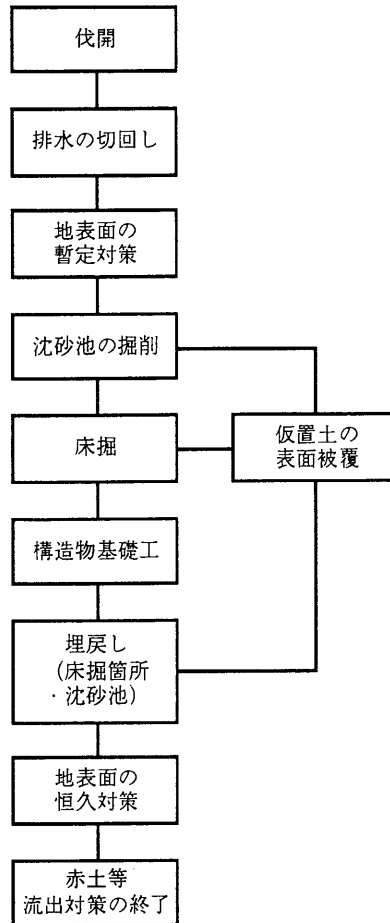 伐開
排水の切回し
地表面の
暫定対策
沈砂池の掘削
床掘
仮置土の
表面被覆
構造物基礎工
埋戻し
(床掘箇所
・沈砂池)
地表面の
恒久対策
赤土等
流出対策の終了